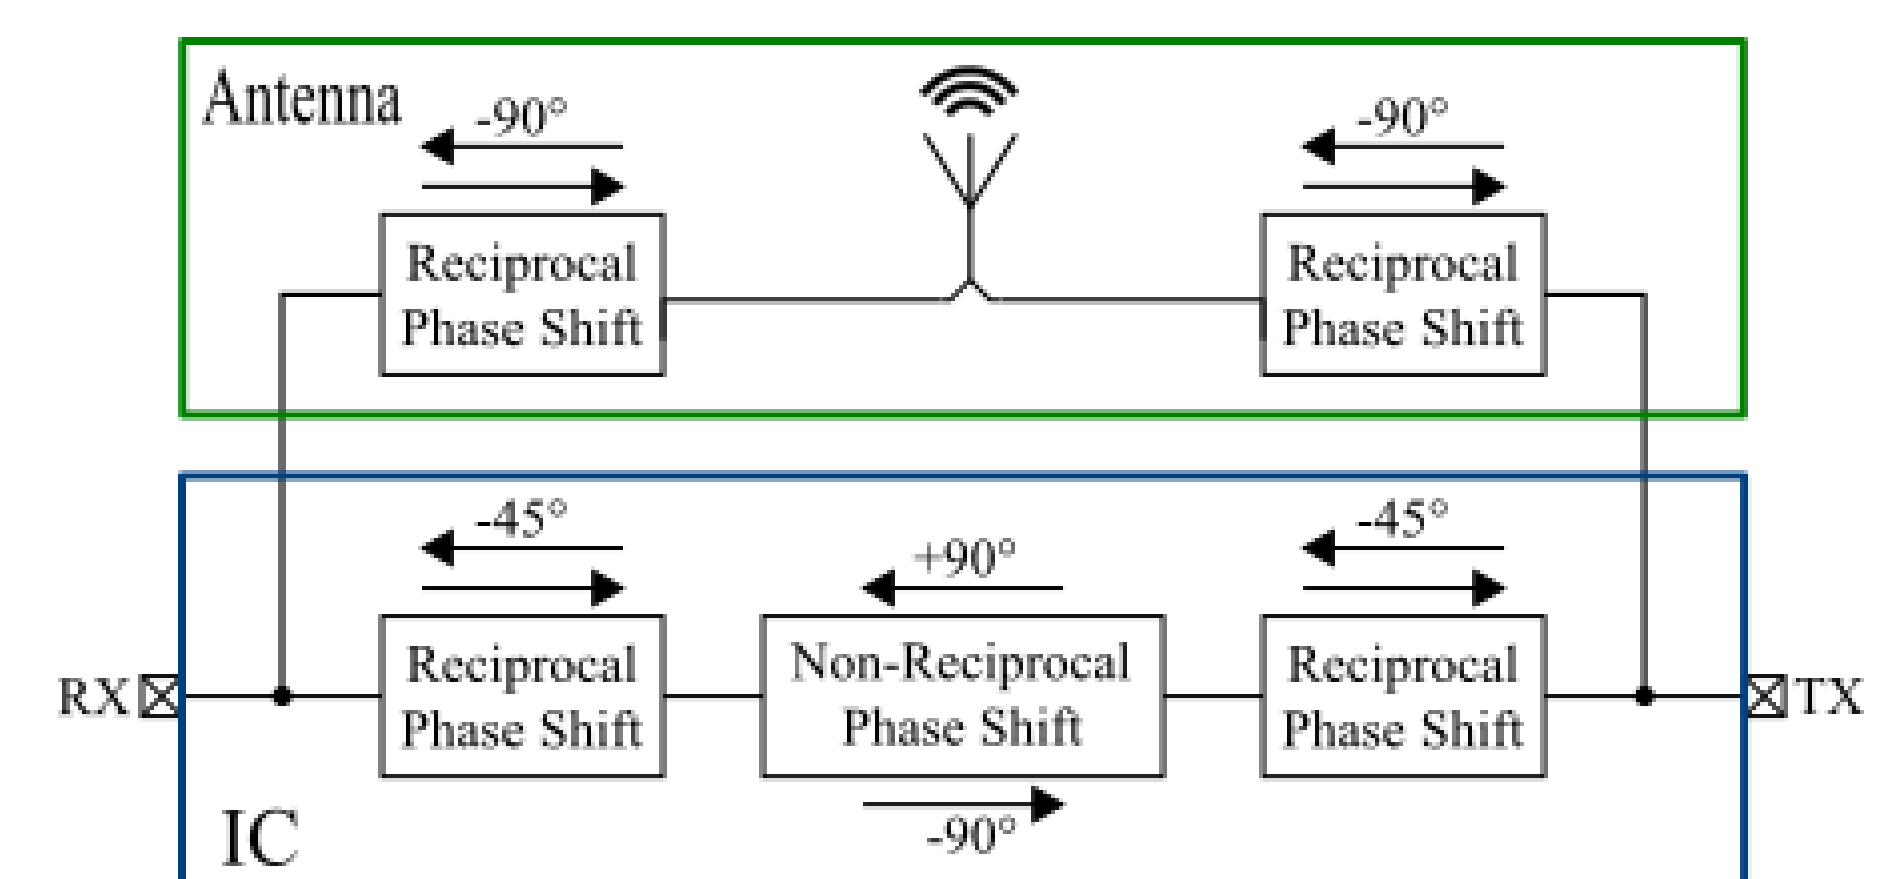 Antenna
-90°
-90°
Reciprocal
Phase Shift
Reciprocal
Phase Shift
-45°
+90°
-45°
Reciprocal
Phase Shift
Non-Reciprocal
Phase Shift
Reciprocal
Phase Shift
RX
TX
-90°
IC